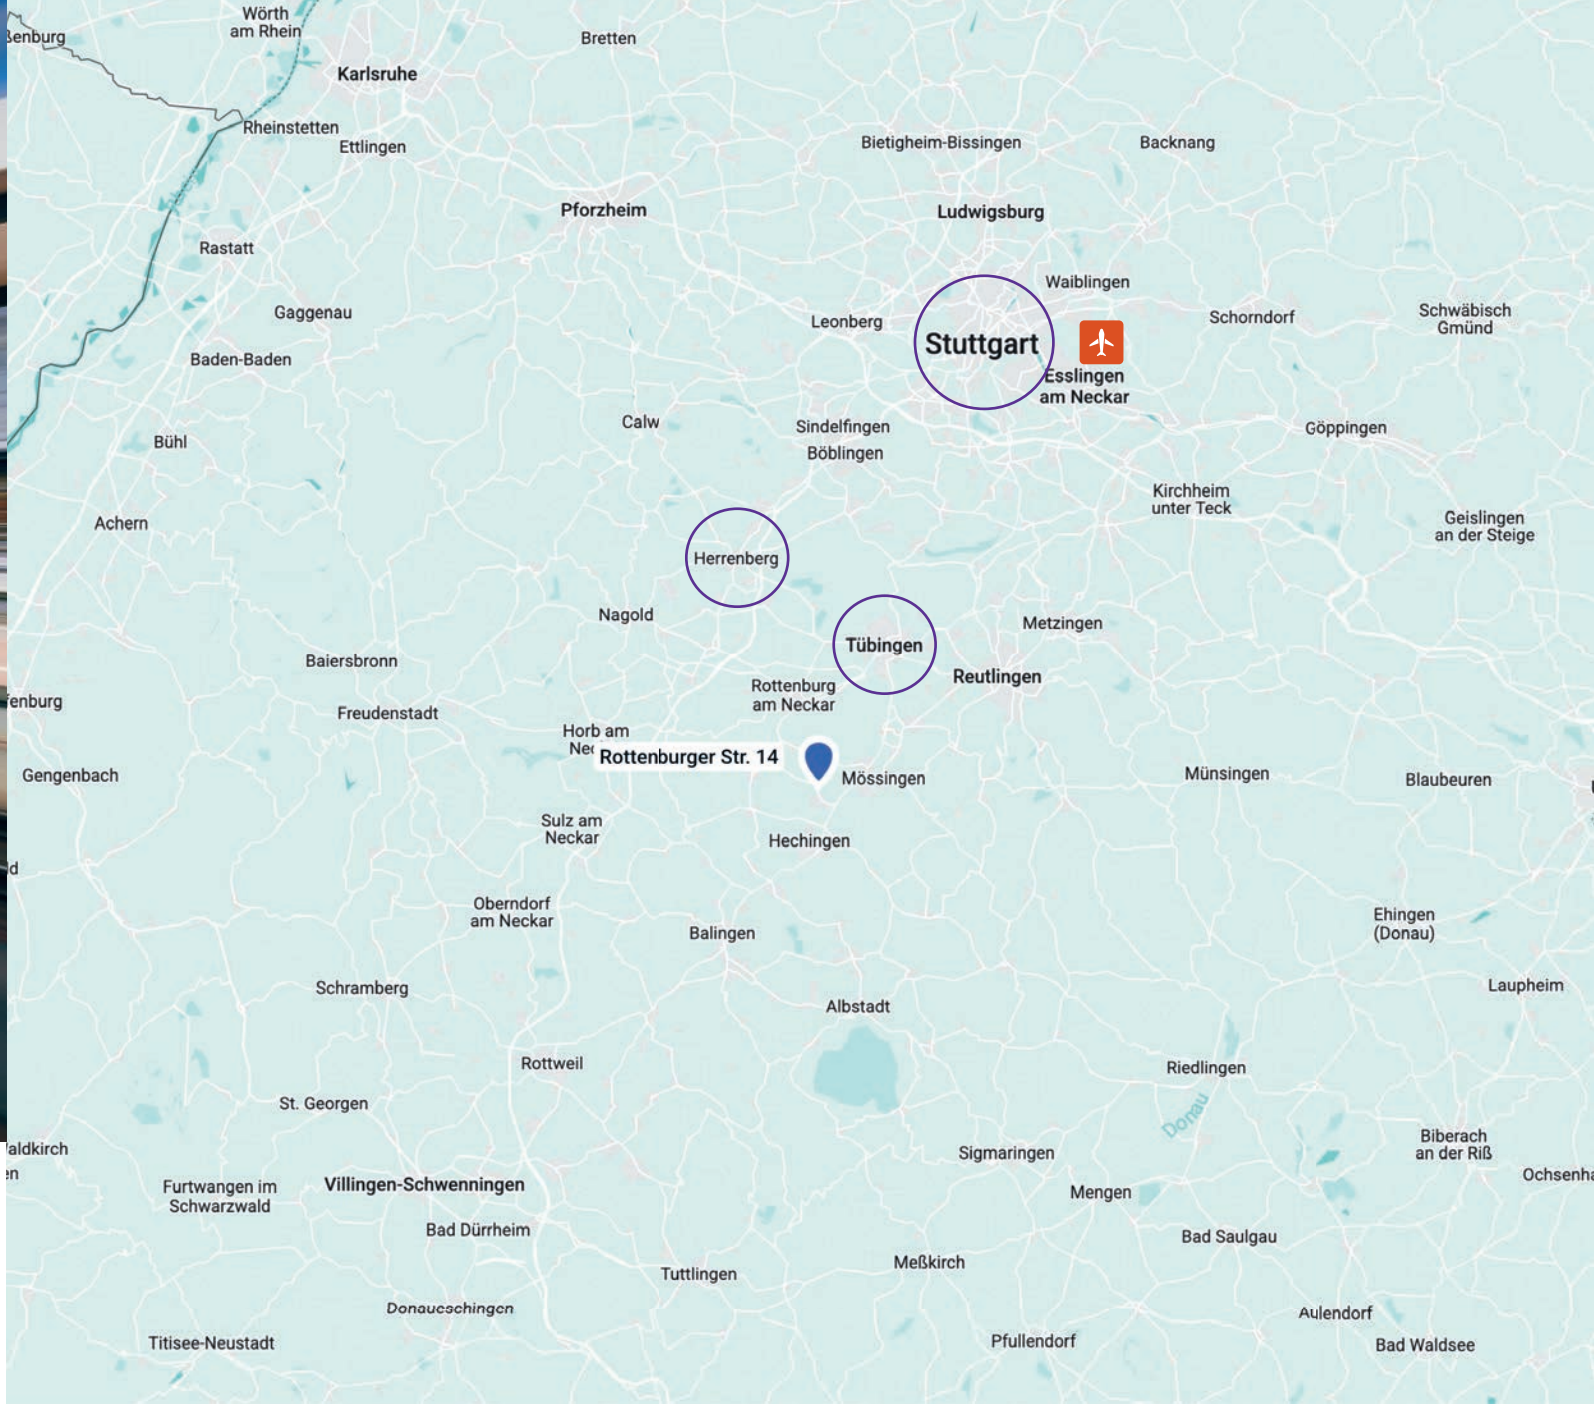 Wörth
am Rhein
Bretten
Karlsruhe
Rheinstetten
Ettlingen
Bietigheim-Bissingen
Backnang
Pforzheim
Ludwigsburg
Rastatt
Waiblingen
Gaggenau
Leonberg
Schorndorf
Schwäbisch
Gmünd
Stuttgart
Baden-Baden
Esslingen
am Neckar
Calw
Sindelfingen
Böblingen
Göppingen
Bühl
Kirchheim
unter Teck
Achern
Geislingen
an der Steige
Herrenberg
Nagold
Metzingen
Tübingen
Baiersbronn
Reutlingen
Rottenburg
am Neckar
fenburg
Freudenstadt
Horb am
Nec
Rottenburger Str. 14
Gengenbach
Mössingen
Münsingen
Blaubeuren
Sulz am
Neckar
Hechingen
Oberndorf
am Neckar
Ehingen
(Donau)
Balingen
Schramberg
Albstadt
Laupheim
Rottweil
Riedlingen
St. Georgen
Donau
aldkirch
en
Biberach
an der Riß
Sigmaringen
Furtwangen im
Schwarzwald
Villingen-Schwenningen
Mengen
Ochsenha
Bad Dürrheim
Bad Saulgau
Tuttlingen
Meßkirch
Donaueschingen
Aulendorf
Titisee-Neustadt
Pfullendorf
Bad Waldsee